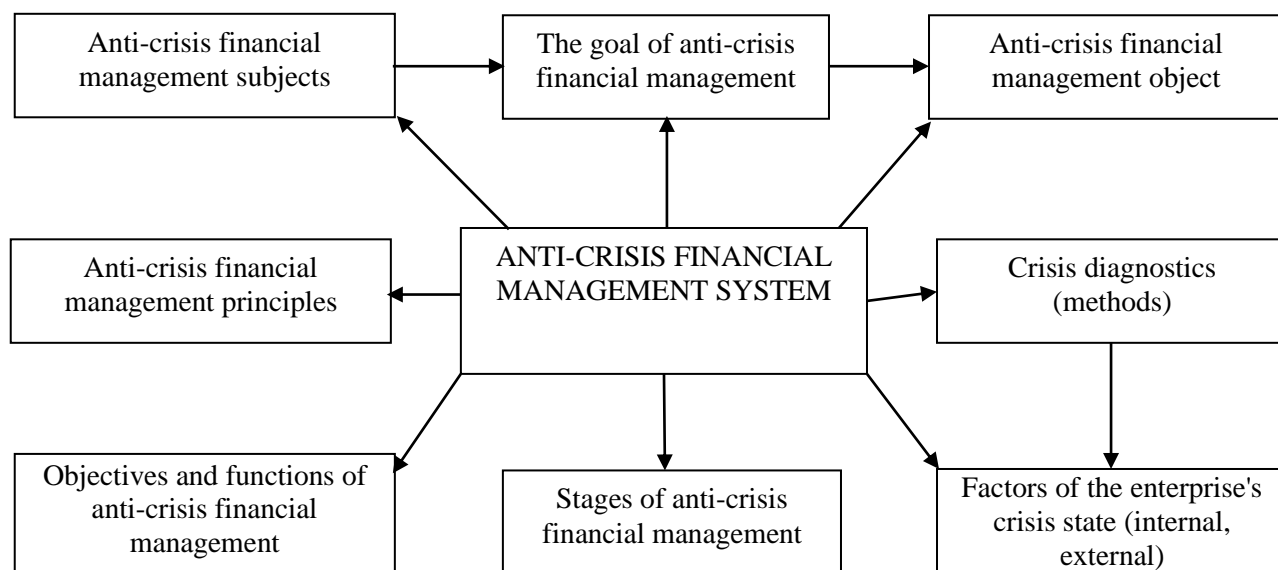 Anti-crisis financial
management subjects
The goal of anti-crisis
financial management
Anti-crisis financial
management object
Anti-crisis financial
management principles
ANTI-CRISIS FINANCIAL
MANAGEMENT SYSTEM
Crisis diagnostics
(methods)
Objectives and functions of
anti-crisis financial
management
Stages of anti-crisis
financial management
Factors of the enterprise's
crisis state (internal,
external)